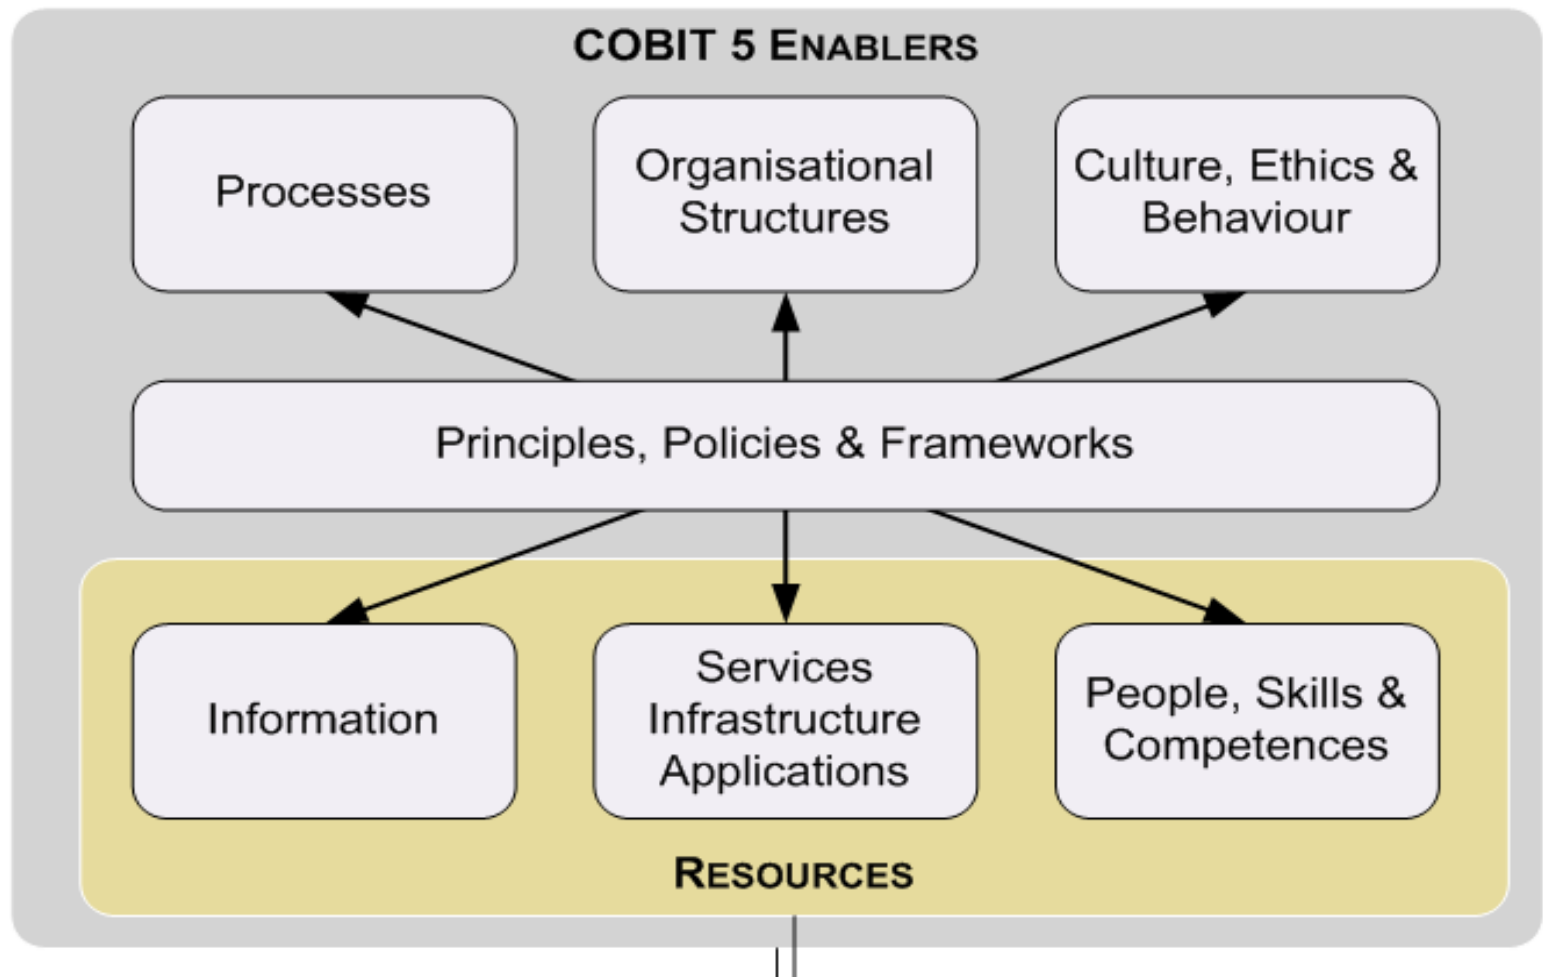 COBIT 5 ENABLERS
Processes
Organisational
Structures
Culture, Ethics &
Behaviour
Principles, Policies & Frameworks
Information
Services
Infrastructure
Applications
People, Skills &
Competences
RESOURCES